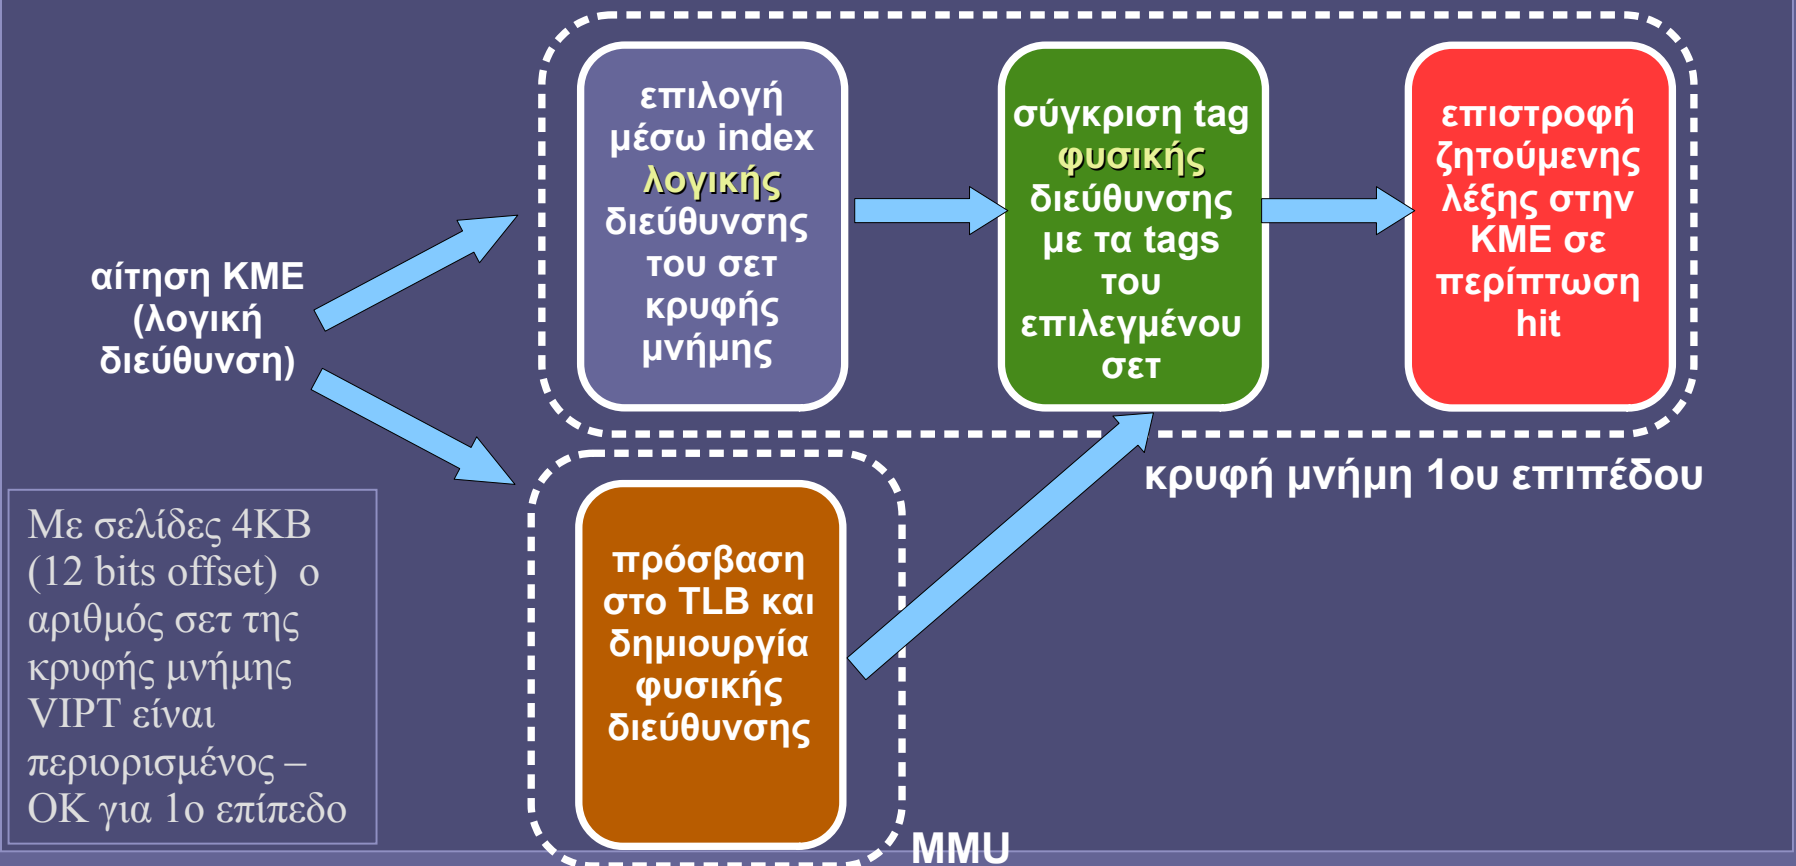 αίτηση ΚΜΕ
(λογική
διεύθυνση)
επιλογή
μέσω index
λογικής
διεύθυνσης
του σετ
κρυφής
μνήμης
σύγκριση tag
φυσικής
διεύθυνσης
με τα tags
του
επιλεγμένου
σετ
επιστροφή
ζητούμενης
λέξης στην
ΚΜΕ σε
περίπτωση
hit
κρυφή μνήμη 1ου επιπέδου
πρόσβαση
στο TLB και
δημιουργία
φυσικής
διεύθυνσης
MMU
Με σελίδες 4KB
(12 bits offset) ο
αριθμός σετ της
κρυφής μνήμης
VIPT είναι
περιορισμένος –
OK για 1ο επίπεδο